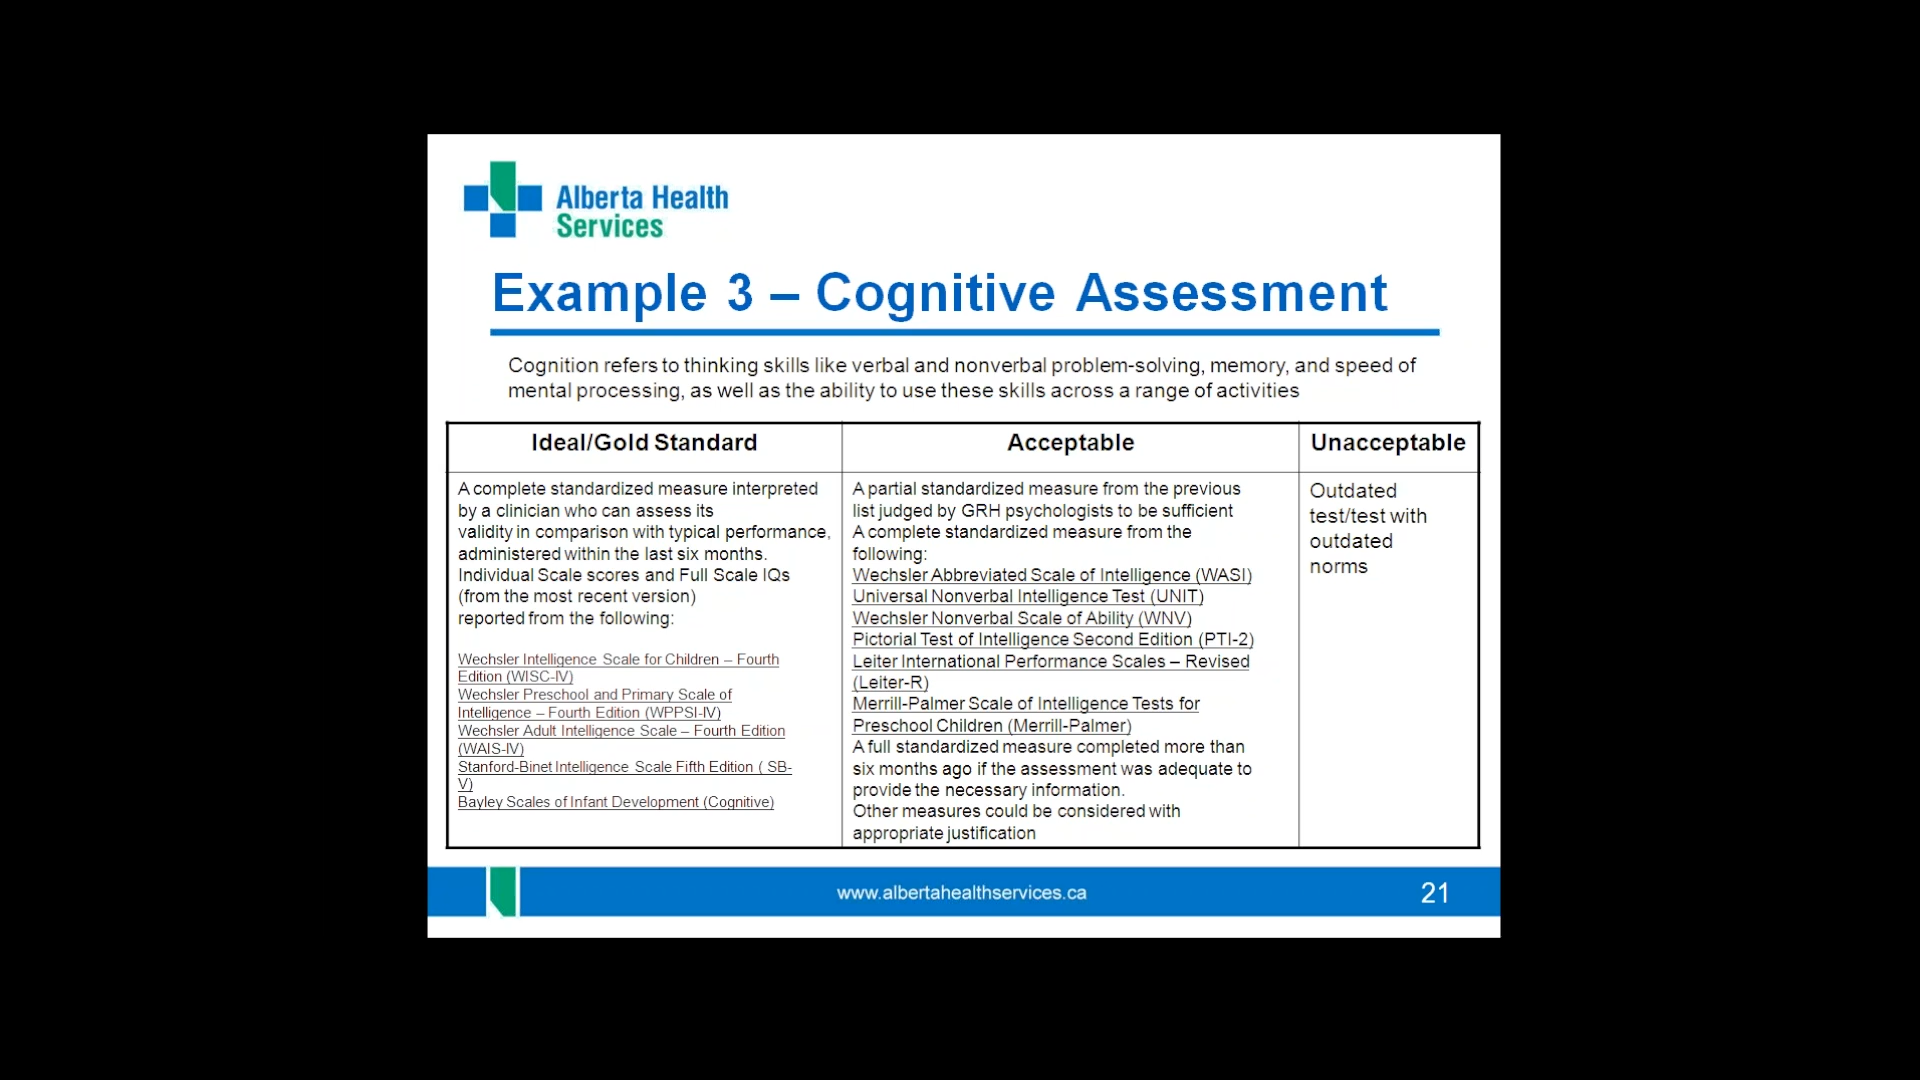 Alberta Health
Services
Example 3 – Cognitive Assessment
Cognition refers to thinking skills like verbal and nonverbal problem-solving, memory, and speed of
mental processing, as well as the ability to use these skills across a range of activities
Ideal/Gold Standard
A complete standardized measure interpreted
by a clinician who can assess its
validity in comparison with typical performance,
administered within the last six months.
Individual Scale scores and Full Scale IQs
(from the most recent version)
reported from the following:
Wechsler Intelligence Scale for Children – Fourth
Edition (WISC-IV)
Wechsler Preschool and Primary Scale of
Intelligence – Fourth Edition (WPPSI-IV)
Wechsler Adult Intelligence Scale – Fourth Edition
(WAIS-IV)
Stanford-Binet Intelligence Scale Fifth Edition ( SB-
V)
Bayley Scales of Infant Development (Cognitive)
Acceptable
A partial standardized measure from the previous
list judged by GRH psychologists to be sufficient
A complete standardized measure from the
following:
Wechsler Abbreviated Scale of Intelligence (WASI)
Universal Nonverbal Intelligence Test (UNIT)
Wechsler Nonverbal Scale of Ability (WNV)
Pictorial Test of Intelligence Second Edition (PTI-2)
Leiter International Performance Scales – Revised
(Leiter-R)
Merrill-Palmer Scale of Intelligence Tests for
Preschool Children (Merrill-Palmer)
A full standardized measure completed more than
six months ago if the assessment was adequate to
provide the necessary information.
Other measures could be considered with
appropriate justification
Unacceptable
Outdated
test/test with
outdated
norms
www.albertahealthservices.ca
21